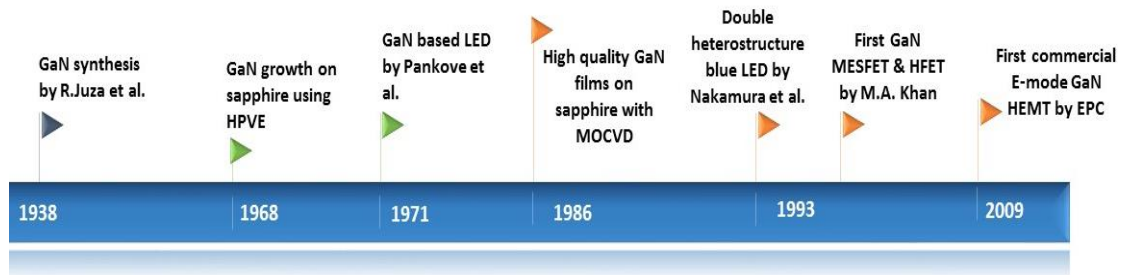 GaN synthesis
by R.Juza et al.
GaN growth on
sapphire using
HPVE
GaN based LED
by Pankove et
al.
High quality GaN
films on
sapphire with
MOCVD
Double
heterostructure
blue LED by
Nakamura et al.
First GaN
MESFET & HFET
by M.A. Khan
First commercial
E-mode GaN
HEMT by EPC
1938
1968
1971
1986
1993
2009